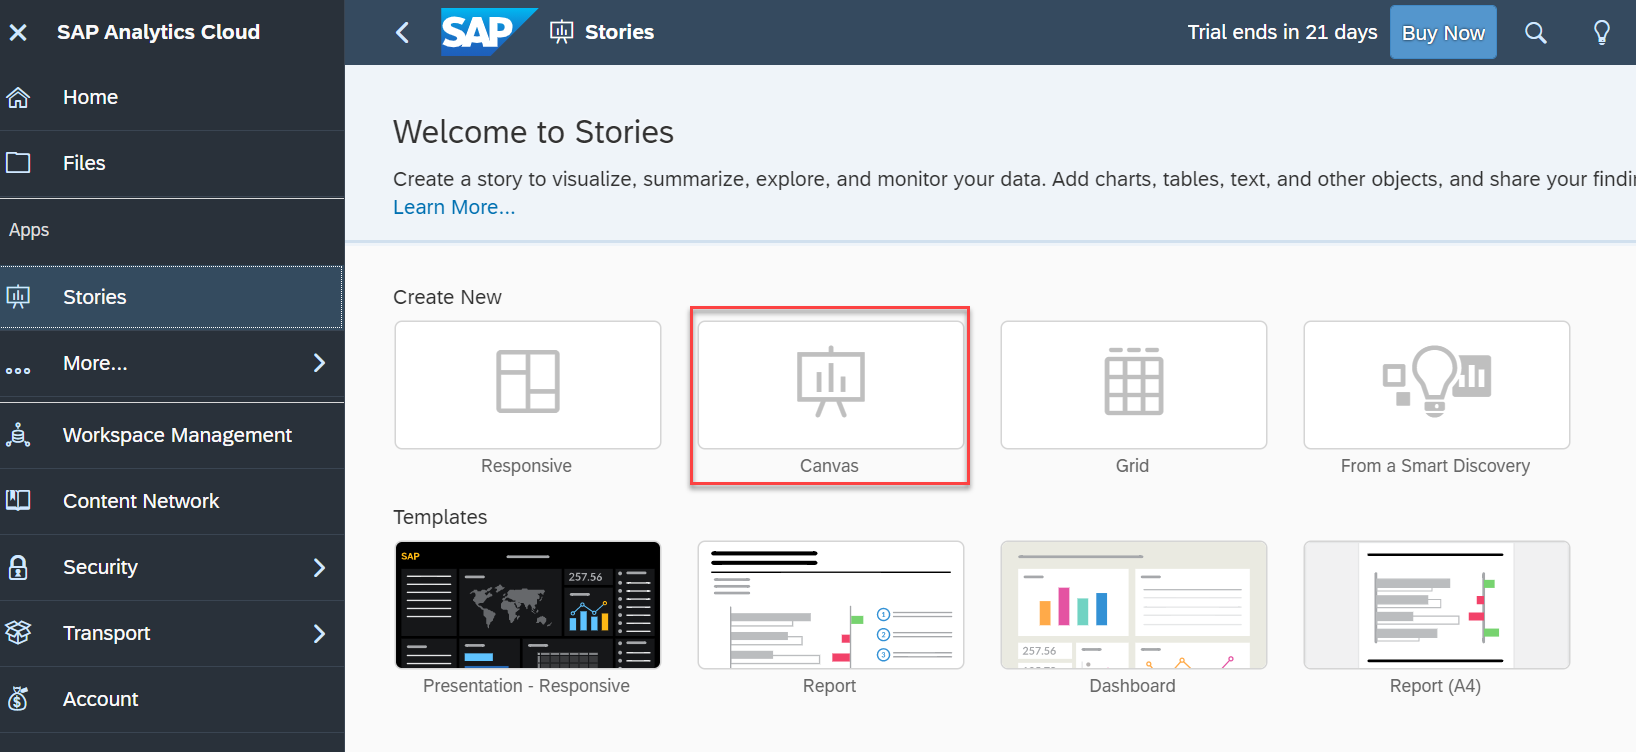 SAP Analytics Cloud
SAP
Stories
Trial ends in 21 days
Buy Now
Home
Files
Apps
Stories
More...
Workspace Management
Content Network
Security
Transport
Account
Welcome to Stories
Create a story to visualize, summarize, explore, and monitor your data. Add charts, tables, text, and other objects, and share your
Learn More...
Create New
Responsive
Canvas
Grid
From a Smart Discovery
Templates
SAP
257.56
Presentation - Responsive
1
2
3
Report
257.56
Dashboard
Report (A4)